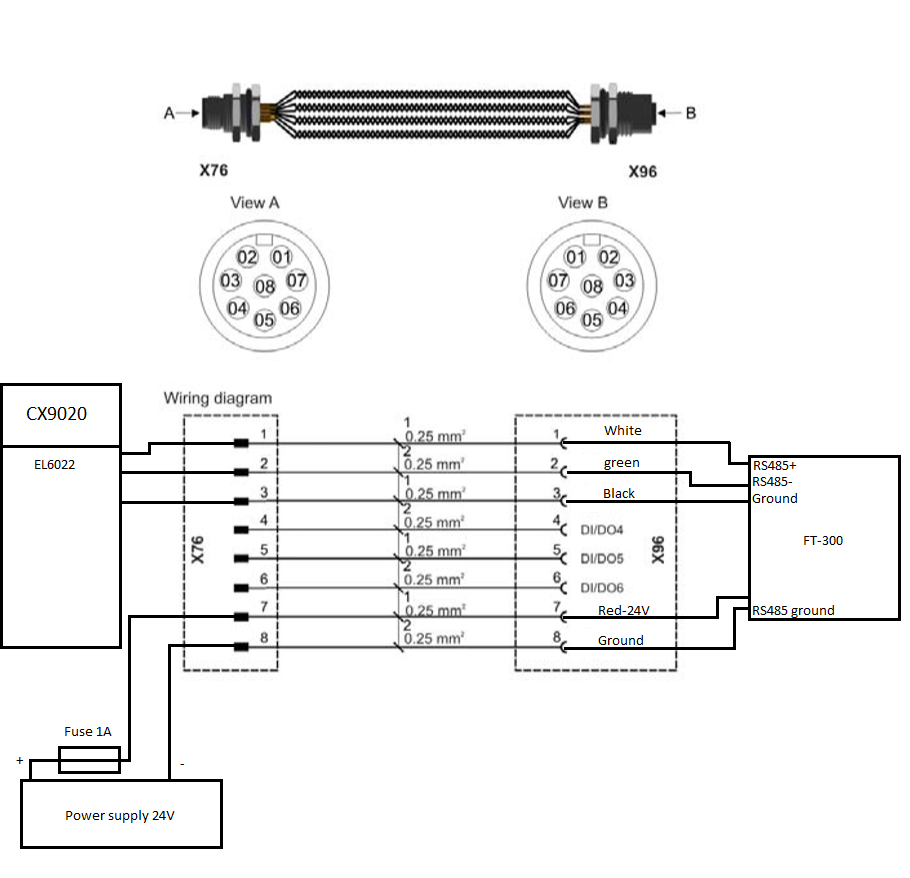 A
B
X76
X96
View A
View B
02 01
03 08 07
04 06
05
01 02
07 08 03
06 04
05
CX9020
EL6022
Wiring diagram
1 1 0.25 mm² 1 White
2 2 0.25 mm² 2 green
3 1 0.25 mm² 3 Black
4 2 0.25 mm² 4 DI/DO4
5 1 0.25 mm² 5 DI/DO5
6 2 0.25 mm² 6 DI/DO6
7 1 0.25 mm² 7 Red-24V
8 2 0.25 mm² 8 Ground
X76
X96
RS485+
RS485-
Ground
FT-300
RS485 ground
Fuse 1A
+
-
Power supply 24V